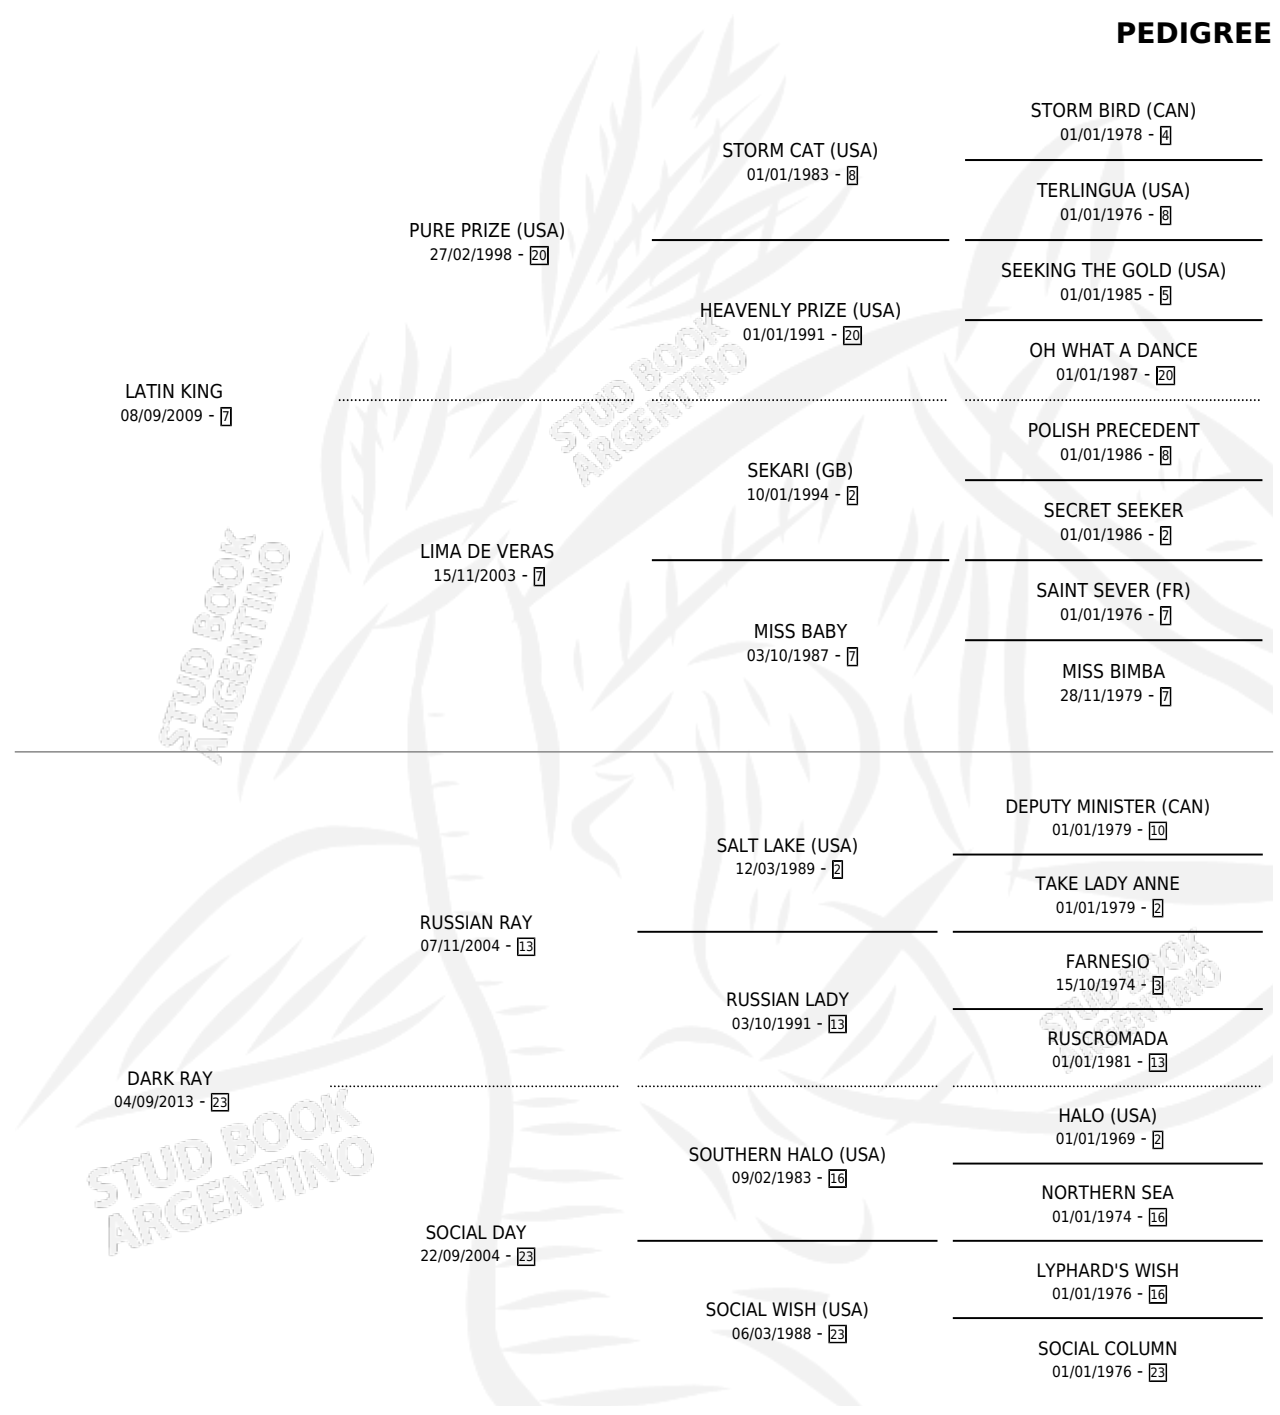 PEDIGREE
STORM BIRD (CAN)
01/01/1978 - 4
STORM CAT (USA)
01/01/1983 - 8
TERLINGUA (USA)
01/01/1976 - 8
PURE PRIZE (USA)
27/02/1998 - 20
SEEKING THE GOLD (USA)
01/01/1985 - 5
HEAVENLY PRIZE (USA)
01/01/1991 - 20
OH WHAT A DANCE
01/01/1987 - 20
LATIN KING
08/09/2009 - 7
POLISH PRECEDENT
01/01/1986 - 8
SEKARI (GB)
10/01/1994 - 2
SECRET SEEKER
01/01/1986 - 2
LIMA DE VERAS
15/11/2003 - 7
SAINT SEVER (FR)
01/01/1976 - 7
MISS BABY
03/10/1987 - 7
MISS BIMBA
28/11/1979 - 7
DEPUTY MINISTER (CAN)
01/01/1979 - 10
SALT LAKE (USA)
12/03/1989 - 2
TAKE LADY ANNE
01/01/1979 - 2
RUSSIAN RAY
07/11/2004 - 13
FARNESIO
15/10/1974 - 3
RUSSIAN LADY
03/10/1991 - 13
RUSCROMADA
01/01/1981 - 13
DARK RAY
04/09/2013 - 23
HALO (USA)
01/01/1969 - 2
SOUTHERN HALO (USA)
09/02/1983 - 16
NORTHERN SEA
01/01/1974 - 16
SOCIAL DAY
22/09/2004 - 23
LYPHARD'S WISH
01/01/1976 - 16
SOCIAL WISH (USA)
06/03/1988 - 23
SOCIAL COLUMN
01/01/1976 - 23
STUD BOOK
ARGENTINO
STUD BOOK
ARGENTINO
STUD BOOK
ARGENTINO
STUD BOOK
ARGENTINO